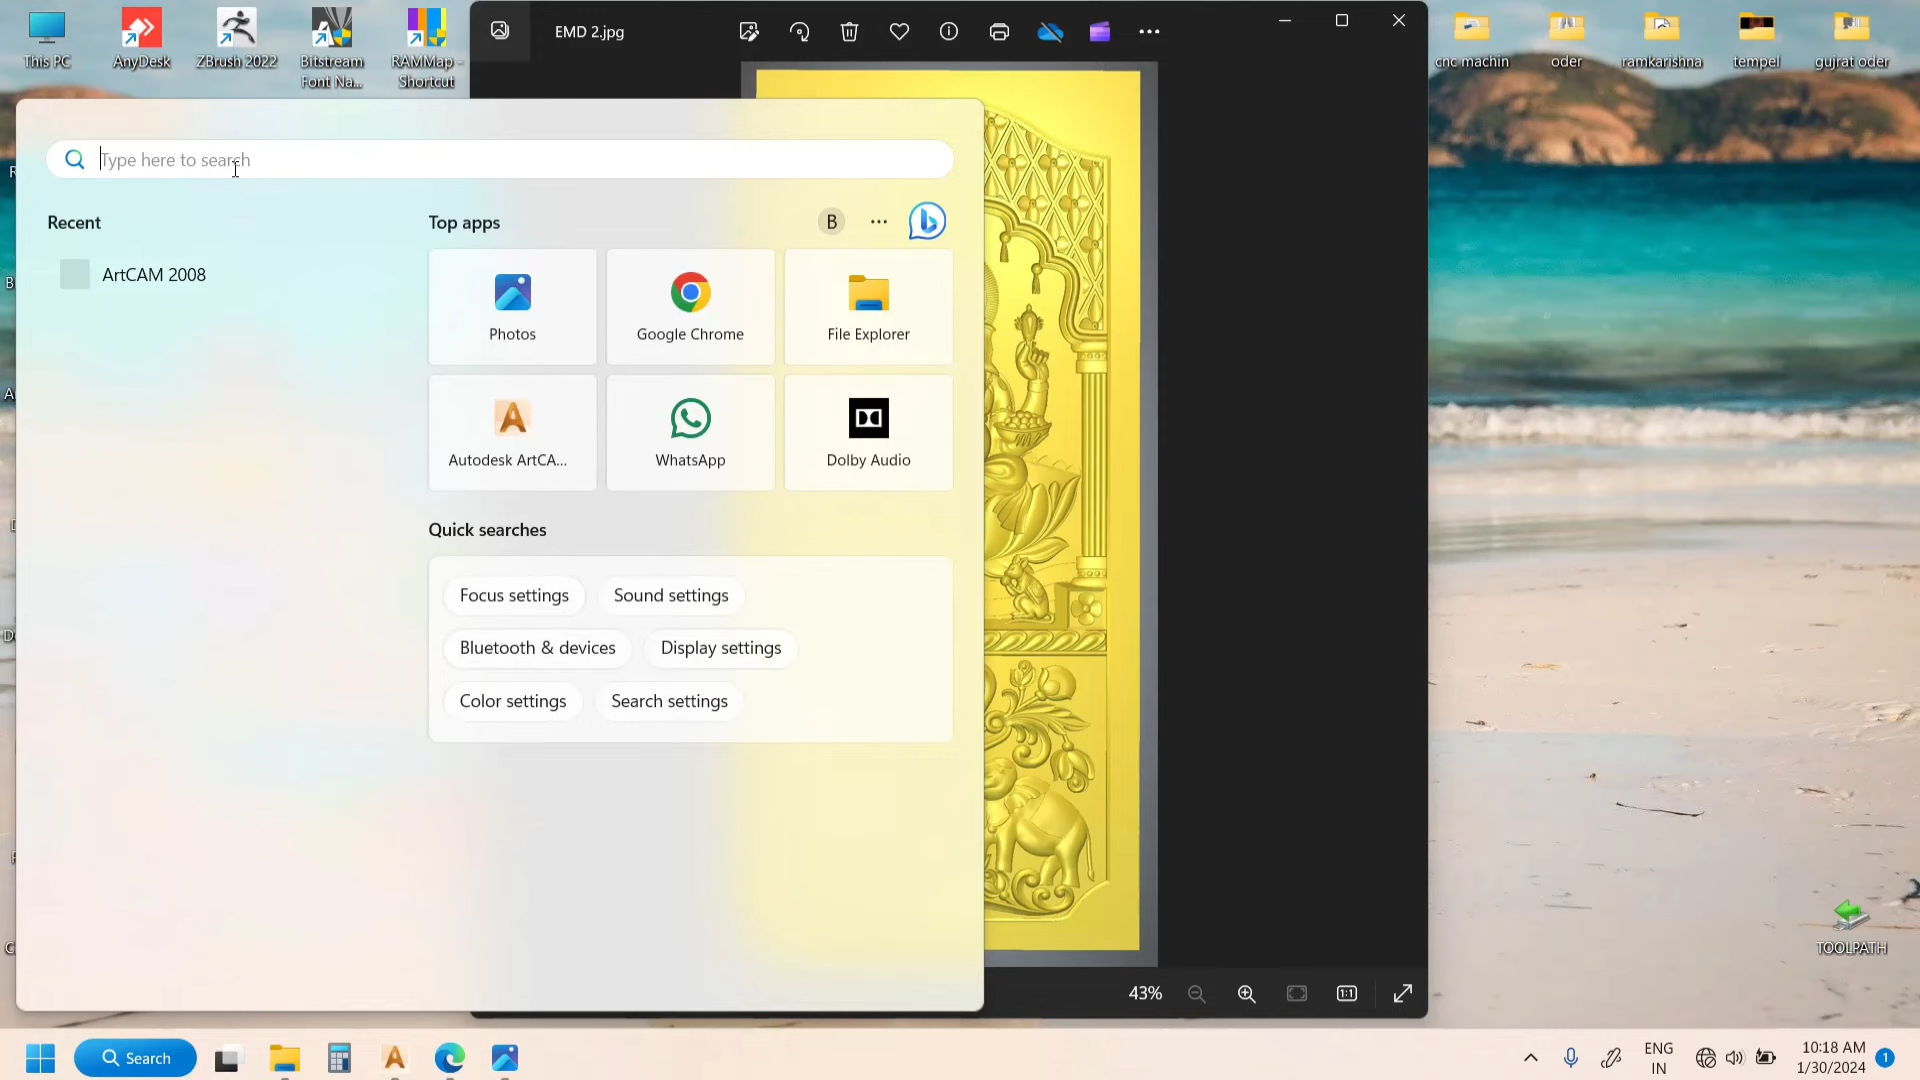 This PC
AnyDesk
ZBrush 2022
Bitstream
Font Na...
RAMMap -
Shortcut
EMD 2.jpg
cnc machin
oder
ramkarishna
tempel
gujrat oder
Type here to search
Recent
Top apps
B
ArtCAM 2008
Photos
Google Chrome
File Explorer
Autodesk ArtCA...
WhatsApp
Dolby Audio
Quick searches
Focus settings
Sound settings
Bluetooth & devices
Display settings
Color settings
Search settings
TOOLPATH
43%
1:1
Search
ENG
IN
10:18 AM
1/30/2024
1